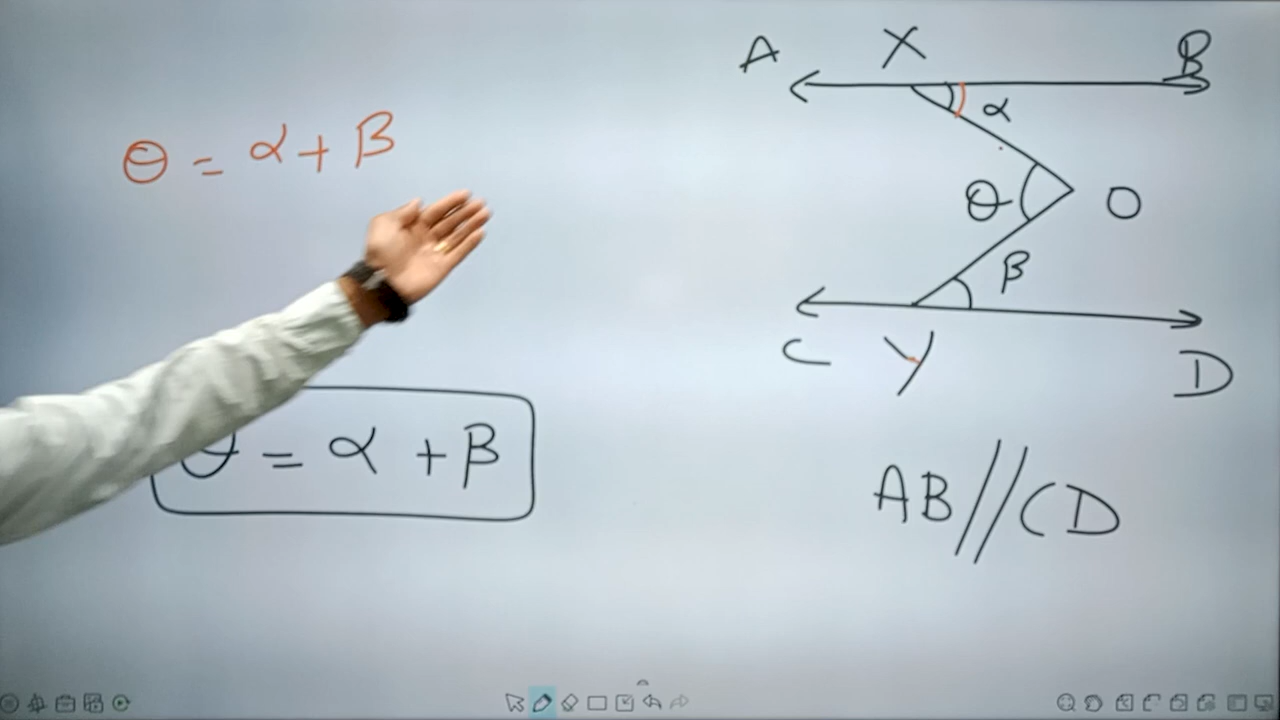 θ = α + β
θ = α + β
A X B
α
θ O
β
C Y D
AB // CD